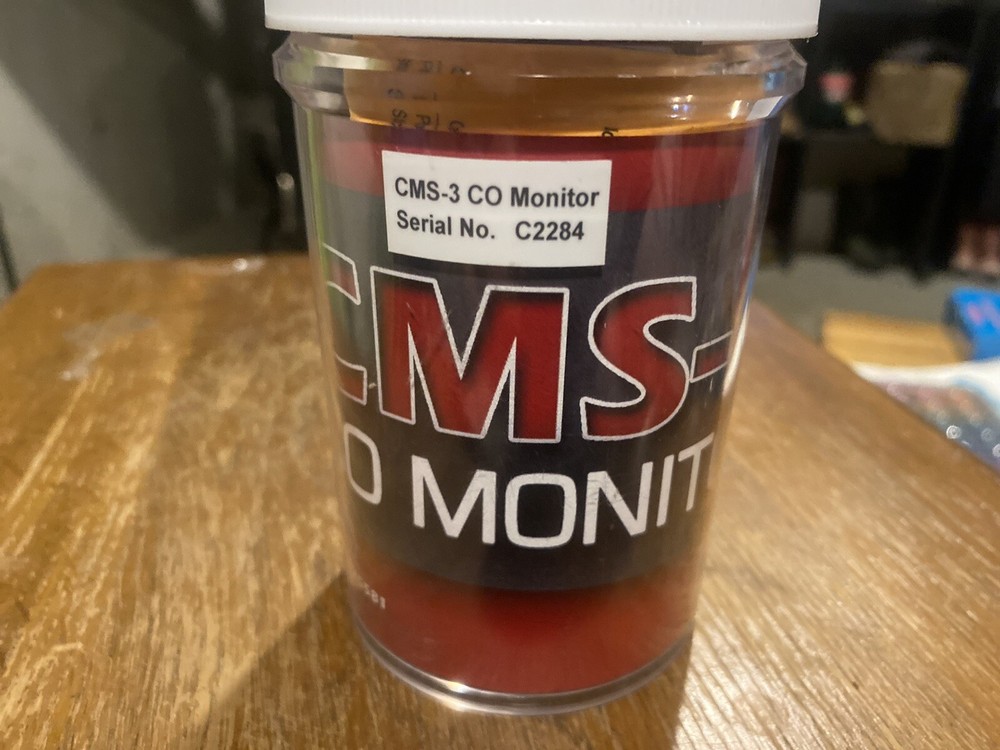 CMS-3 CO Monitor
Serial No. C2284
CMS-
O MONIT